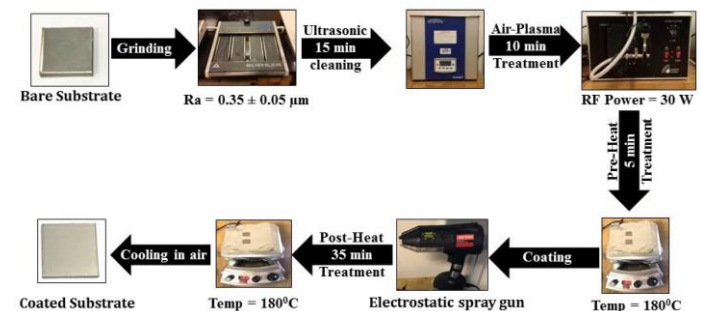 Grinding
Ultrasonic
15 min
cleaning
Air-Plasma
10 min
Treatment
Bare Substrate
BUEHLER
Ra = 0.35 ± 0.05 µm
RF Power = 30 W
Pre-Heat
5 min
Treatment
Cooling in air
Post-Heat
35 min
Treatment
Coating
Coated Substrate
Temp = 180⁰C
Electrostatic spray gun
Temp = 180⁰C